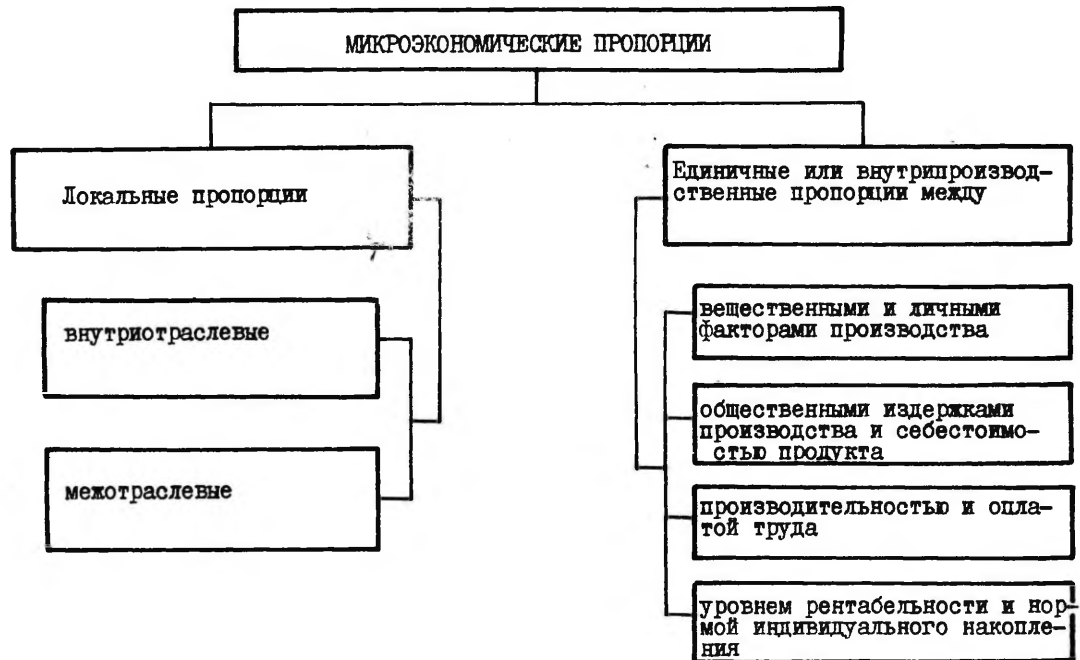 МИКРОЭКОНОМИЧЕСКИЕ ПРОПОРЦИИ
Локальные пропорции
внутриотраслевые
межотраслевые
Единичные или внутрипроизвод-
ственные пропорции между
вещественными и личными
факторами производства
общественными издержками
производства и себестоимо-
стью продукта
производительностью и опла-
той труда
уровнем рентабельности и нор-
мой индивидуального накопле-
ния